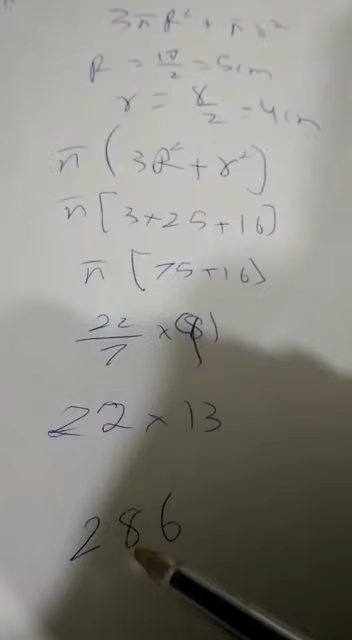 3πR² + πr²
R = 10/2 = 5cm
r = 8/2 = 4cm
π (3R² + r²)
π [3×25+16]
π [75+16]
22/7 × 91
22 × 13
286